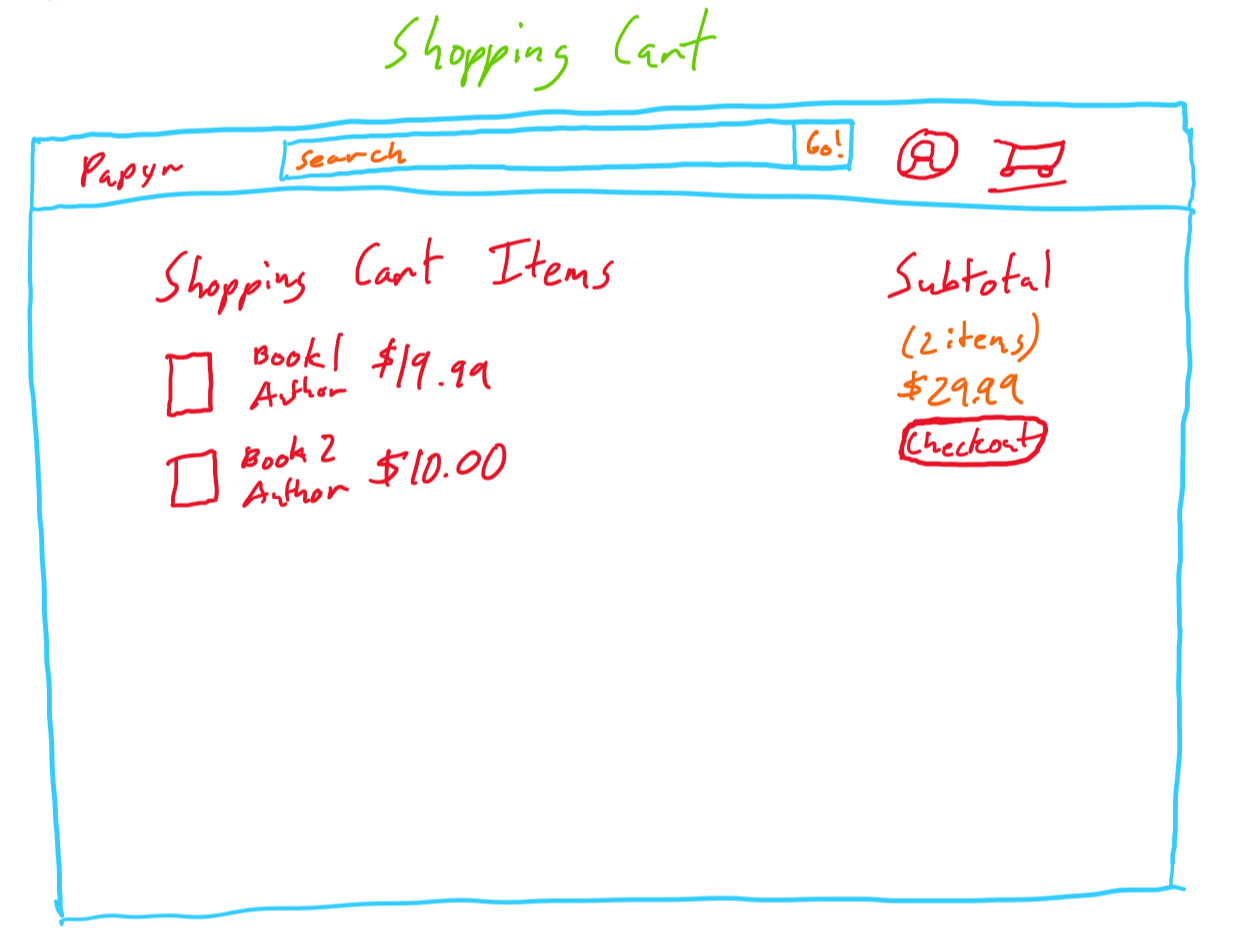 Shopping Cart
Papyr
search
Go!
Shopping Cart Items
Book 1 $19.99
Author
Book 2 $10.00
Author
Subtotal
(2 items)
$29.99
Checkout